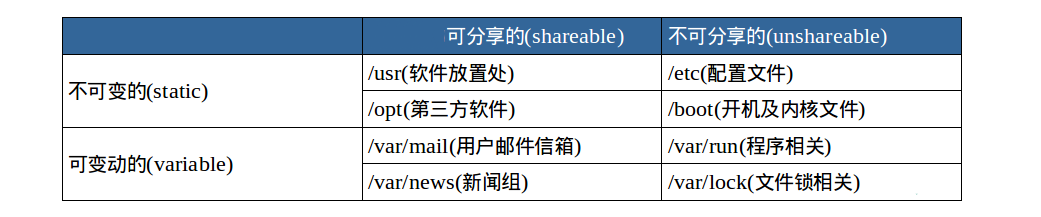 可分享的(shareable) 不可分享的(unshareable)
不可变的(static) /usr(软件放置处) /etc(配置文件)
/opt(第三方软件) /boot(开机及内核文件)
可变动的(variable) /var/mail(用户邮件信箱) /var/run(程序相关)
/var/news(新闻组) /var/lock(文件锁相关)